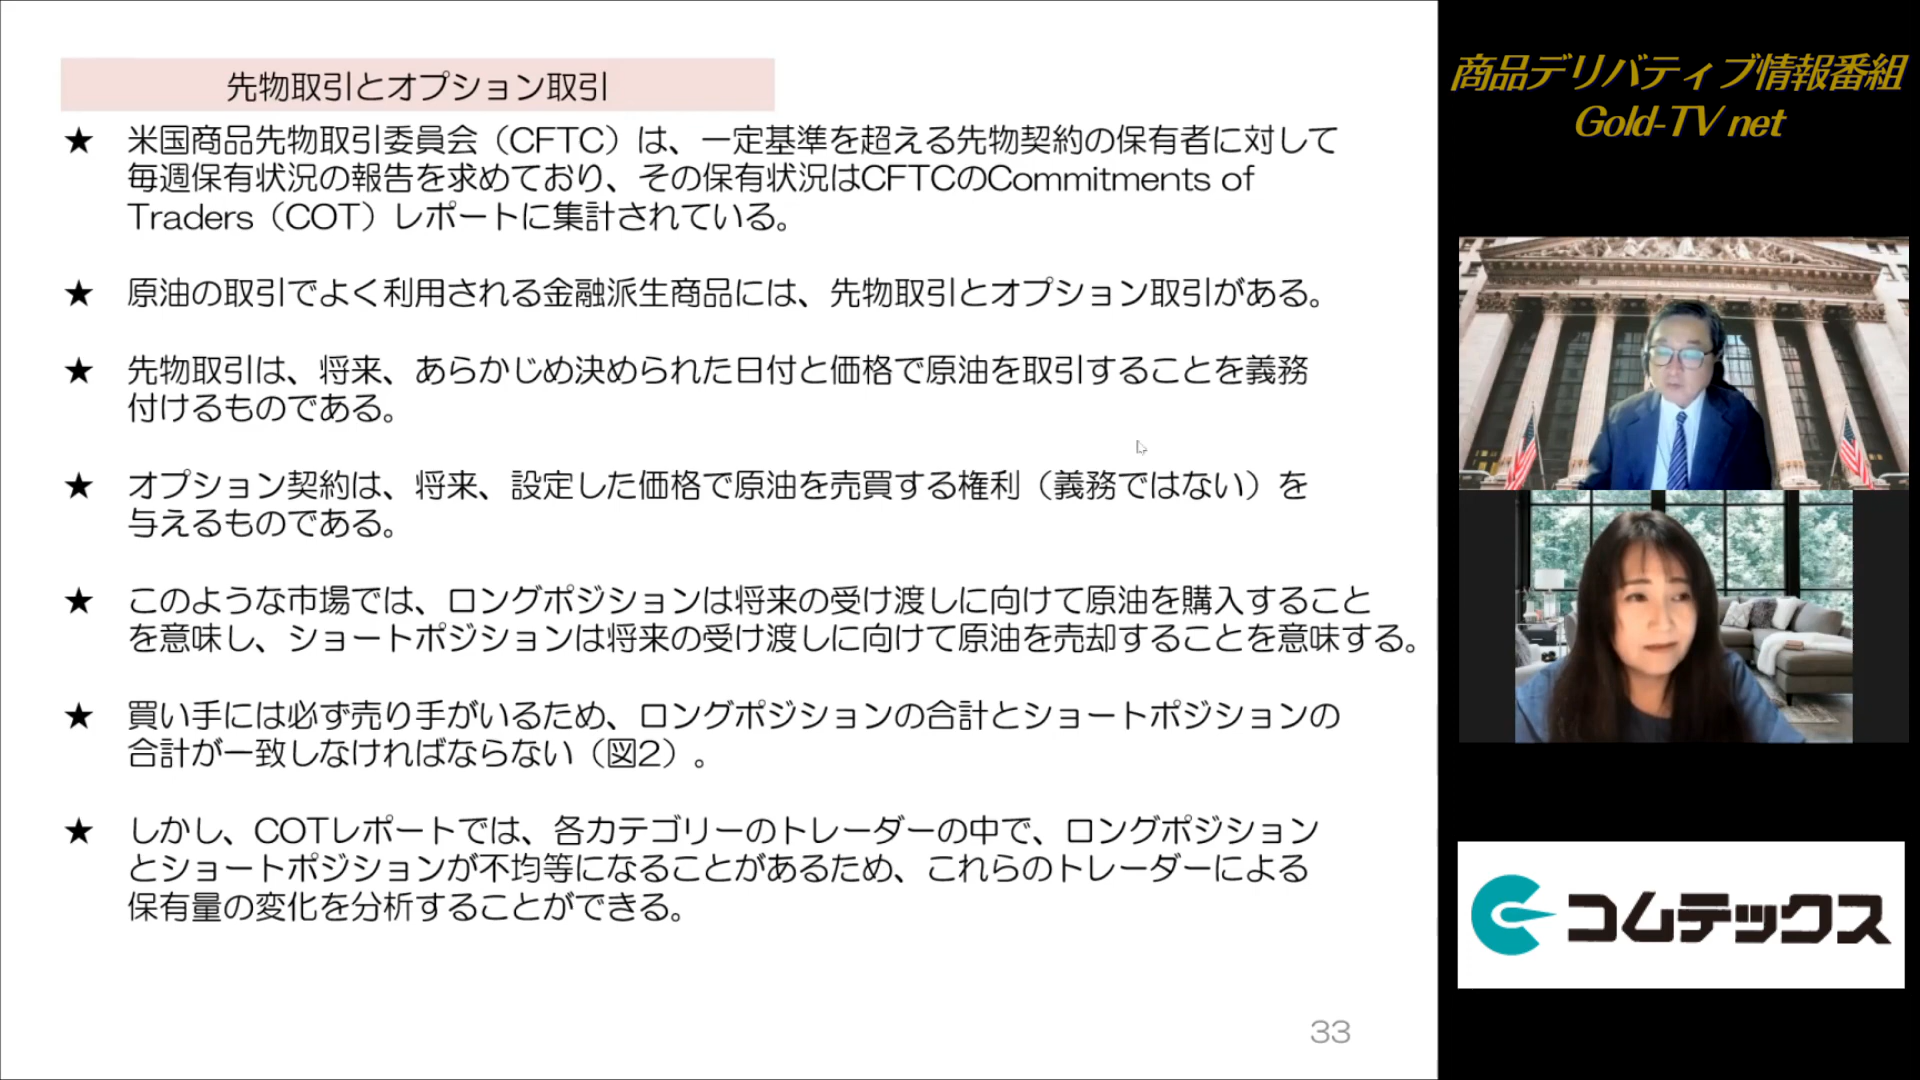 先物取引とオプション取引
★ 米国商品先物取引委員会（CFTC）は、一定基準を超える先物契約の保有者に対して
毎週保有状況の報告を求めており、その保有状況はCFTCのCommitments of
Traders（COT）レポートに集計されている。
★ 原油の取引でよく利用される金融派生商品には、先物取引とオプション取引がある。
★ 先物取引は、将来、あらかじめ決められた日付と価格で原油を取引することを義務
付けるものである。
★ オプション契約は、将来、設定した価格で原油を売買する権利（義務ではない）を
与えるものである。
★ このような市場では、ロングポジションは将来の受け渡しに向けて原油を購入すること
を意味し、ショートポジションは将来の受け渡しに向けて原油を売却することを意味する。
★ 買い手には必ず売り手がいるため、ロングポジションの合計とショートポジションの
合計が一致しなければならない（図2）。
★ しかし、COTレポートでは、各カテゴリーのトレーダーの中で、ロングポジション
とショートポジションが不均等になることがあるため、これらのトレーダーによる
保有量の変化を分析することができる。
33
商品デリバティブ情報番組
Gold-TV net
コムテックス